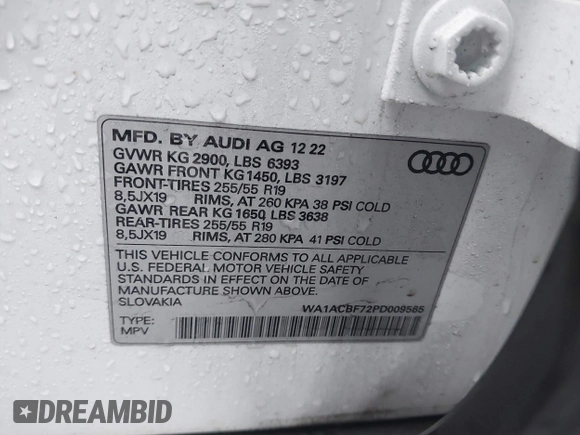 MFD. BY AUDI AG 12 22
GVWR KG 2900, LBS 6393
GAWR FRONT KG1450, LBS 3197
FRONT-TIRES 255/55 R19
8,5JX19 RIMS, AT 260 KPA 38 PSI COLD
GAWR REAR KG 1650, LBS 3638
REAR-TIRES 255/55 R19
8,5JX19 RIMS, AT 280 KPA 41 PSI COLD
THIS VEHICLE CONFORMS TO ALL APPLICABLE
U.S. FEDERAL MOTOR VEHICLE SAFETY
STANDARDS IN EFFECT ON THE DATE OF
MANUFACTURE SHOWN ABOVE.
SLOVAKIA
WA1ACBF72PD009565
TYPE:
MPV
DREAMBID